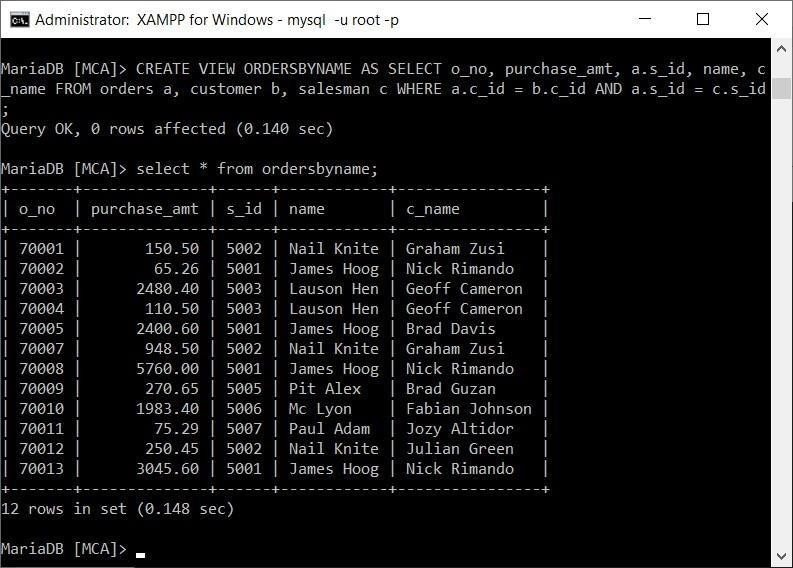 Administrator:  XAMPP for Windows - mysql  -u root -p
MariaDB [MCA]> CREATE VIEW ORDERSBYNAME AS SELECT o_no, purchase_amt, a.s_id, name, c
_name FROM orders a, customer b, salesman c WHERE a.c_id = b.c_id AND a.s_id = c.s_id
;
Query OK, 0 rows affected (0.140 sec)
MariaDB [MCA]> select * from ordersbyname;
+-------+--------------+------+------------+----------------+
| o_no  | purchase_amt | s_id | name       | c_name         |
+-------+--------------+------+------------+----------------+
| 70001 |       150.50 | 5002 | Nail Knite | Graham Zusi    |
| 70002 |        65.26 | 5001 | James Hoog | Nick Rimando   |
| 70003 |      2480.40 | 5003 | Lauson Hen | Geoff Cameron  |
| 70004 |       110.50 | 5003 | Lauson Hen | Geoff Cameron  |
| 70005 |      2400.60 | 5001 | James Hoog | Brad Davis     |
| 70007 |       948.50 | 5002 | Nail Knite | Graham Zusi    |
| 70008 |      5760.00 | 5001 | James Hoog | Nick Rimando   |
| 70009 |       270.65 | 5005 | Pit Alex   | Brad Guzan     |
| 70010 |      1983.40 | 5006 | Mc Lyon    | Fabian Johnson |
| 70011 |        75.29 | 5007 | Paul Adam  | Jozy Altidor   |
| 70012 |       250.45 | 5002 | Nail Knite | Julian Green   |
| 70013 |      3045.60 | 5001 | James Hoog | Nick Rimando   |
+-------+--------------+------+------------+----------------+
12 rows in set (0.148 sec)
MariaDB [MCA]> _